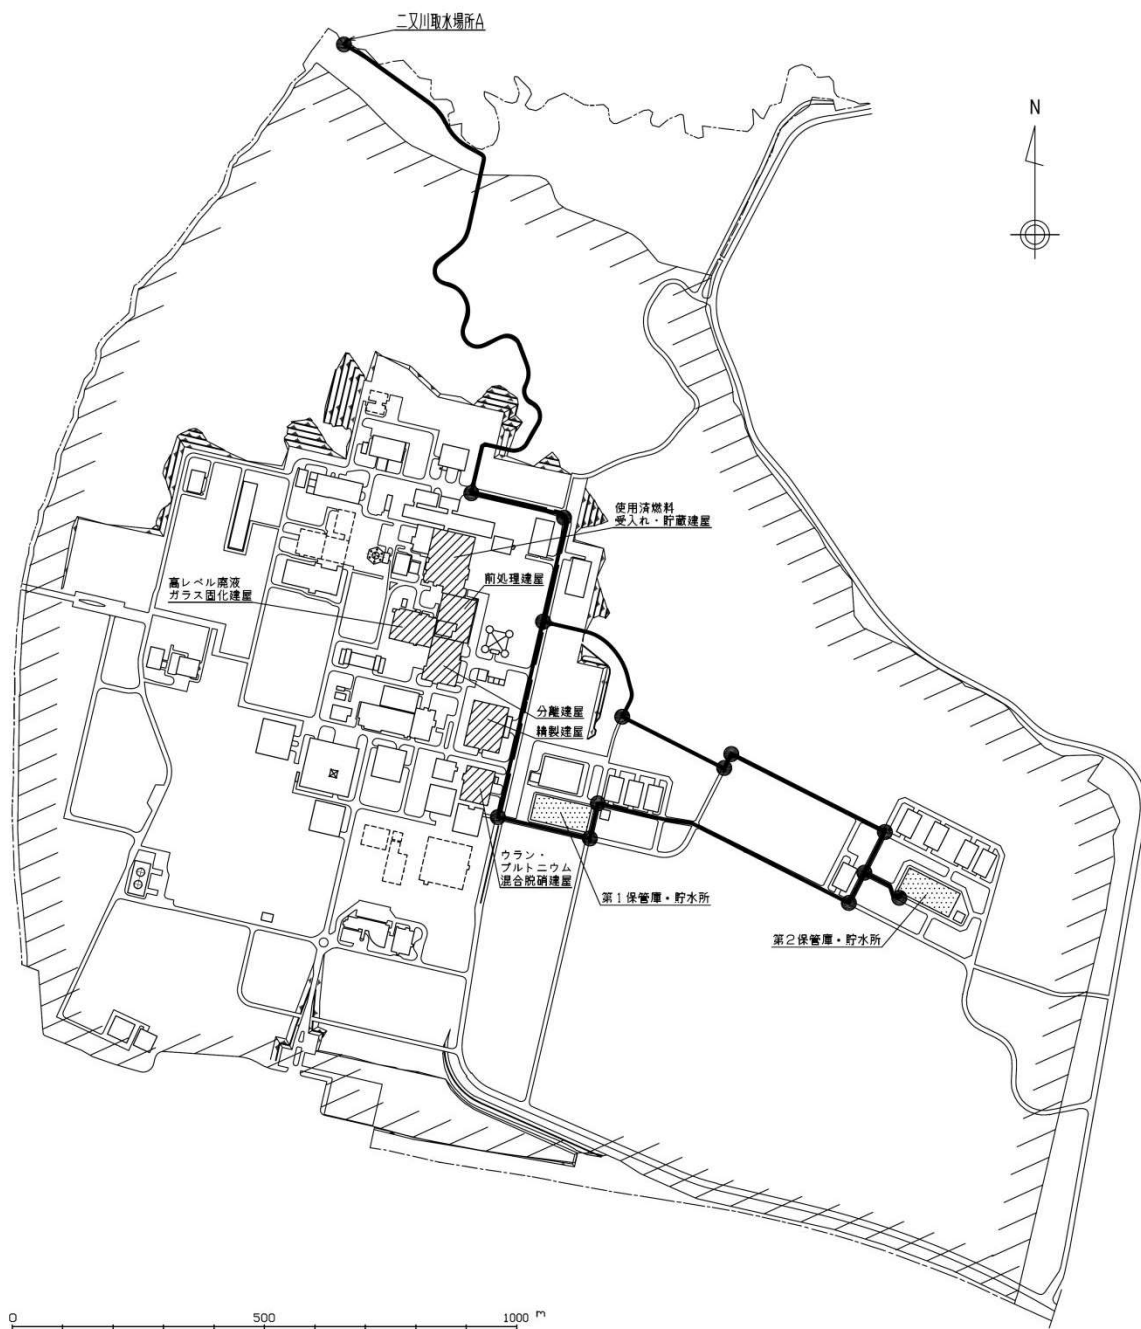 二又川取水場所A
N
使用済燃料
受入れ・貯蔵建屋
前処理建屋
高レベル廃液
ガラス固化建屋
分離建屋
精製建屋
ウラン・
プルトニウム
混合脱硝建屋
第1保管庫・貯水所
第2保管庫・貯水所
0 500 1000 m